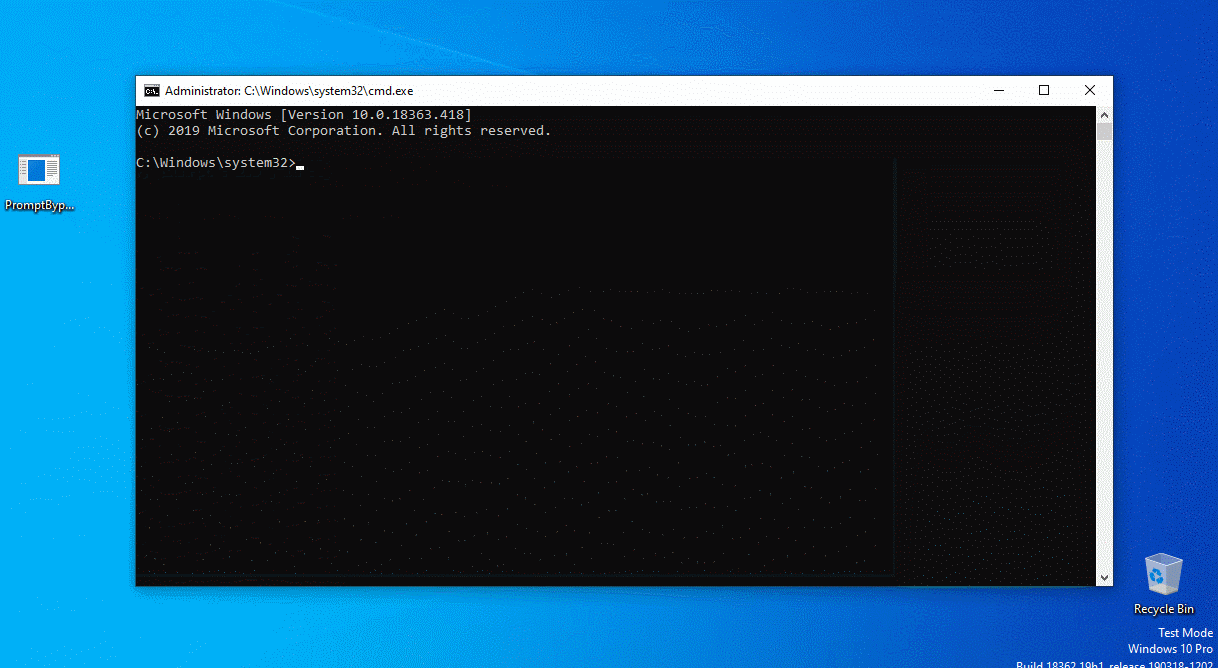 Administrator: C:\Windows\system32\cmd.exe
Microsoft Windows [Version 10.0.18363.418]
(c) 2019 Microsoft Corporation. All rights reserved.
C:\Windows\system32>
PromptByp...
Recycle Bin
Test Mode
Windows 10 Pro
Build 18362.19h1_release.190318-1202